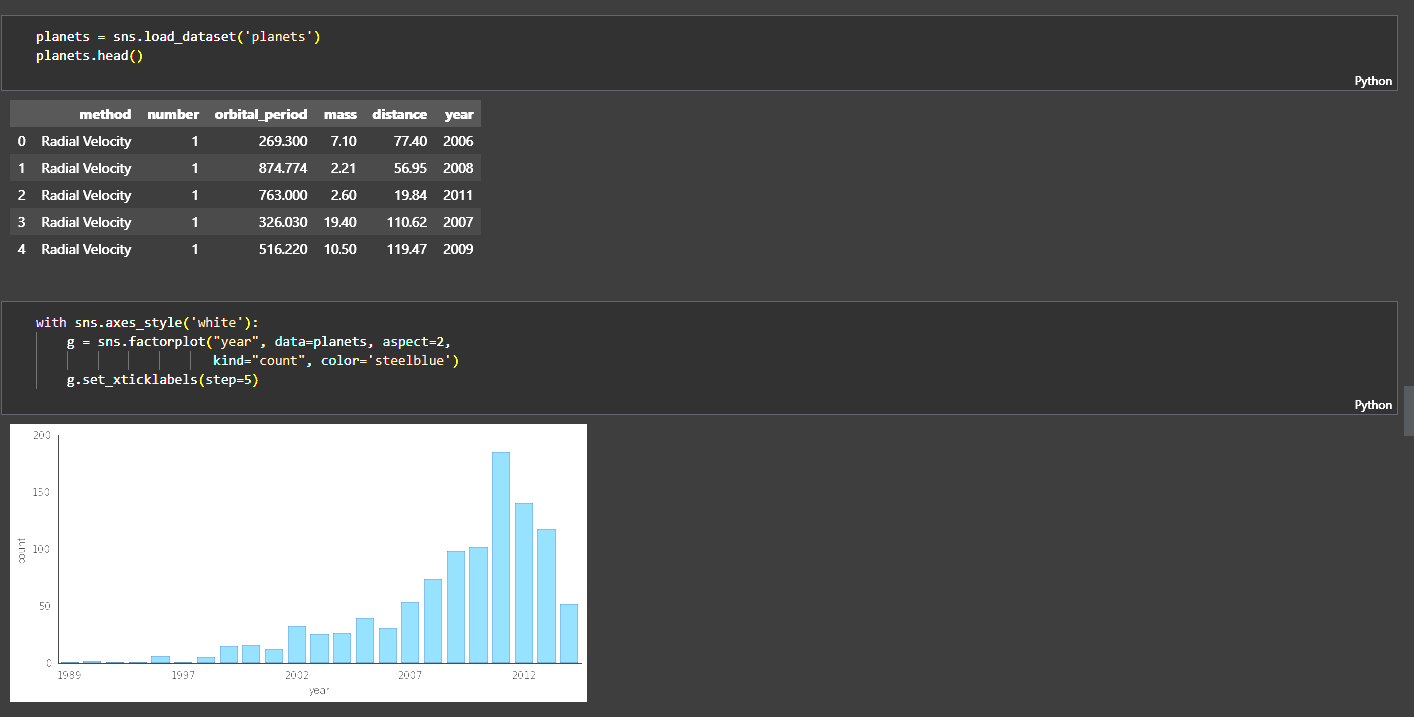 planets = sns.load_dataset('planets')
planets.head()
Python
method number orbital_period mass distance year
0 Radial Velocity 1 269.300 7.10 77.40 2006
1 Radial Velocity 1 874.774 2.21 56.95 2008
2 Radial Velocity 1 763.000 2.60 19.84 2011
3 Radial Velocity 1 326.030 19.40 110.62 2007
4 Radial Velocity 1 516.220 10.50 119.47 2009
with sns.axes_style('white'):
g = sns.factorplot("year", data=planets, aspect=2,
kind="count", color='steelblue')
g.set_xticklabels(step=5)
Python
200
150
100
50
0
count
1989 1997 2002 2007 2012
year